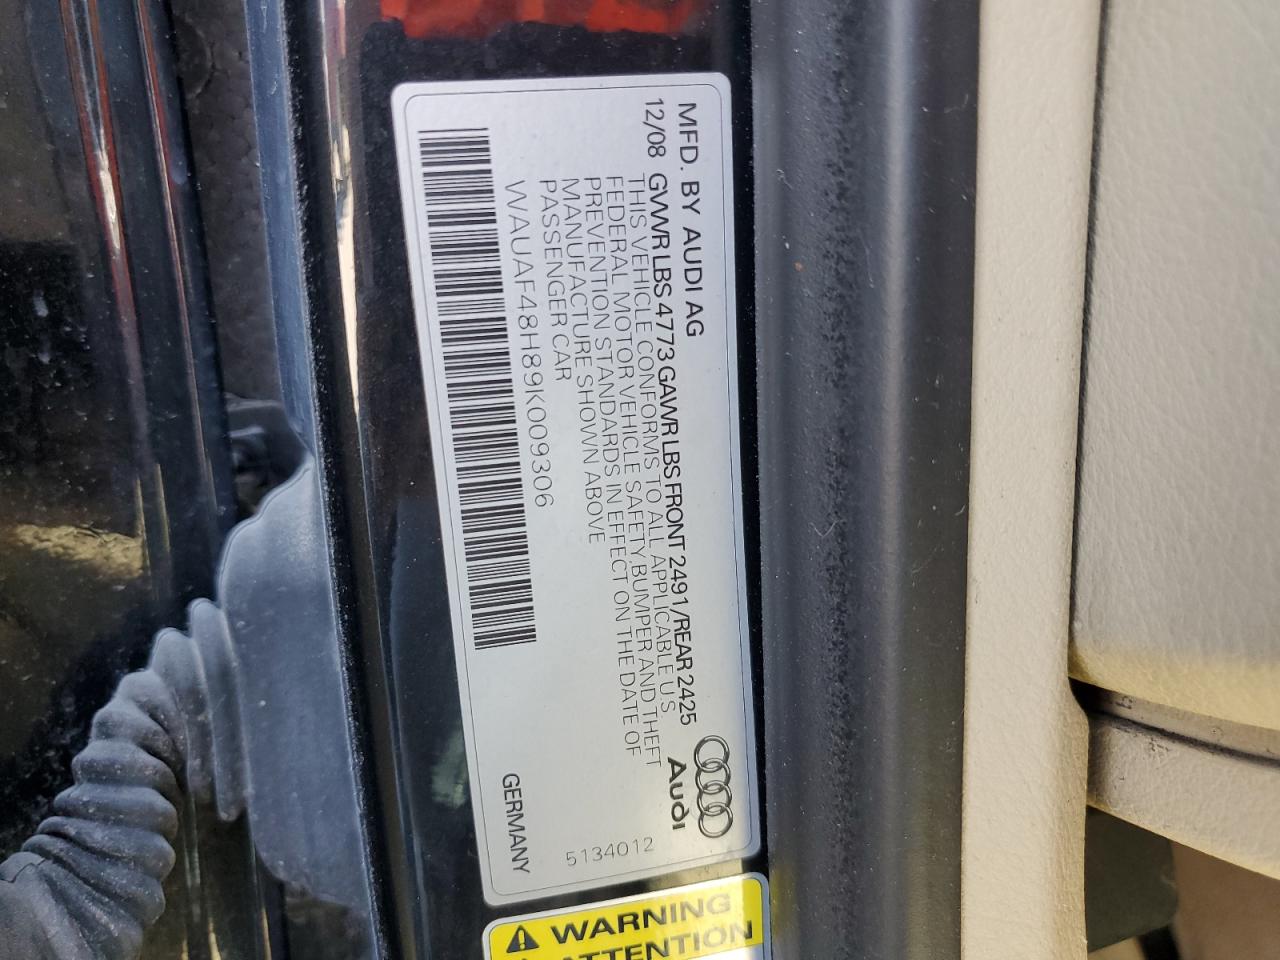 MFD. BY AUDI AG
12/08 GVWR LBS 4773 GAWR LBS FRONT 2491/REAR 2425
THIS VEHICLE CONFORMS TO ALL APPLICABLE U.S.
FEDERAL MOTOR VEHICLE SAFETY,BUMPER AND THEFT
PREVENTION STANDARDS IN EFFECT ON THE DATE OF
MANUFACTURE SHOWN ABOVE
PASSENGER CAR
WAUAF48H89K009306
Audi
5134012
GERMANY
WARNING
ATTENTION